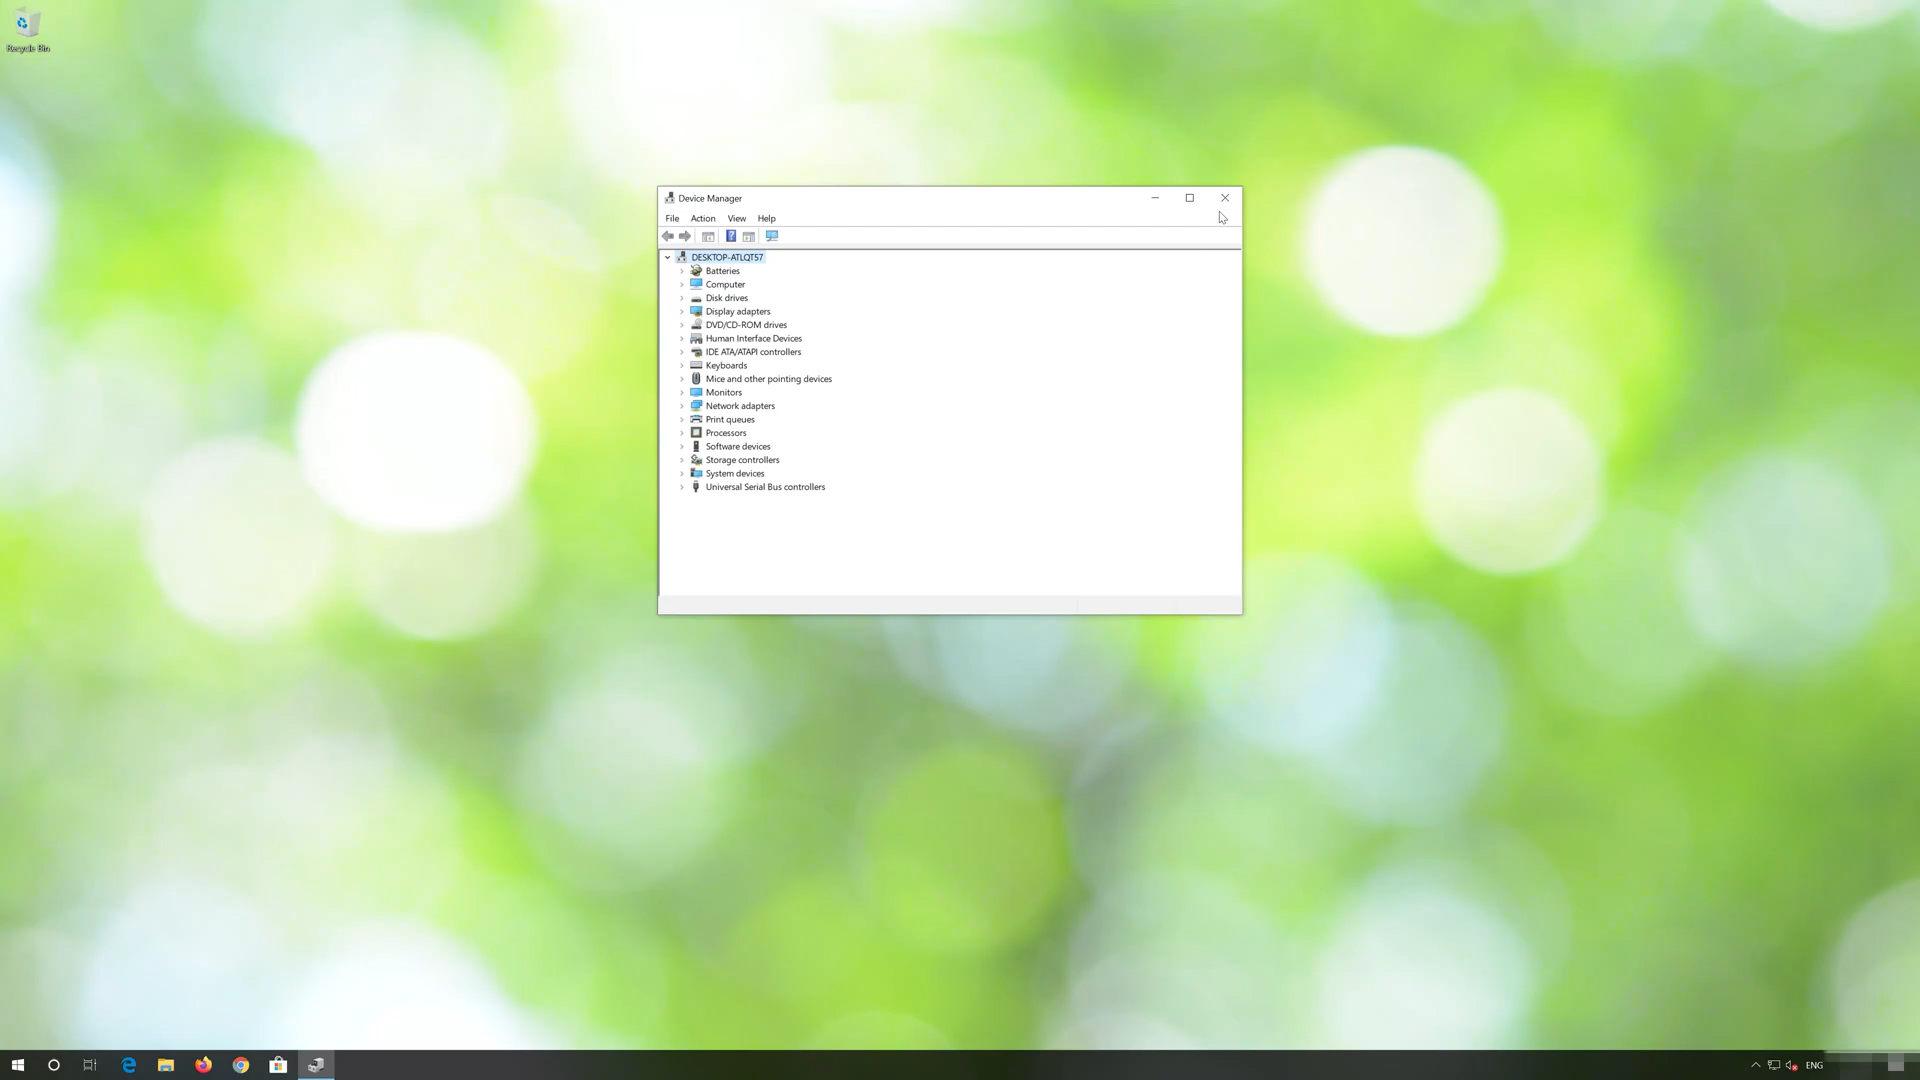 Recycle Bin
Device Manager
File Action View Help
DESKTOP-ATLQT57
Batteries
Computer
Disk drives
Display adapters
DVD/CD-ROM drives
Human Interface Devices
IDE ATA/ATAPI controllers
Keyboards
Mice and other pointing devices
Monitors
Network adapters
Print queues
Processors
Software devices
Storage controllers
System devices
Universal Serial Bus controllers
ENG